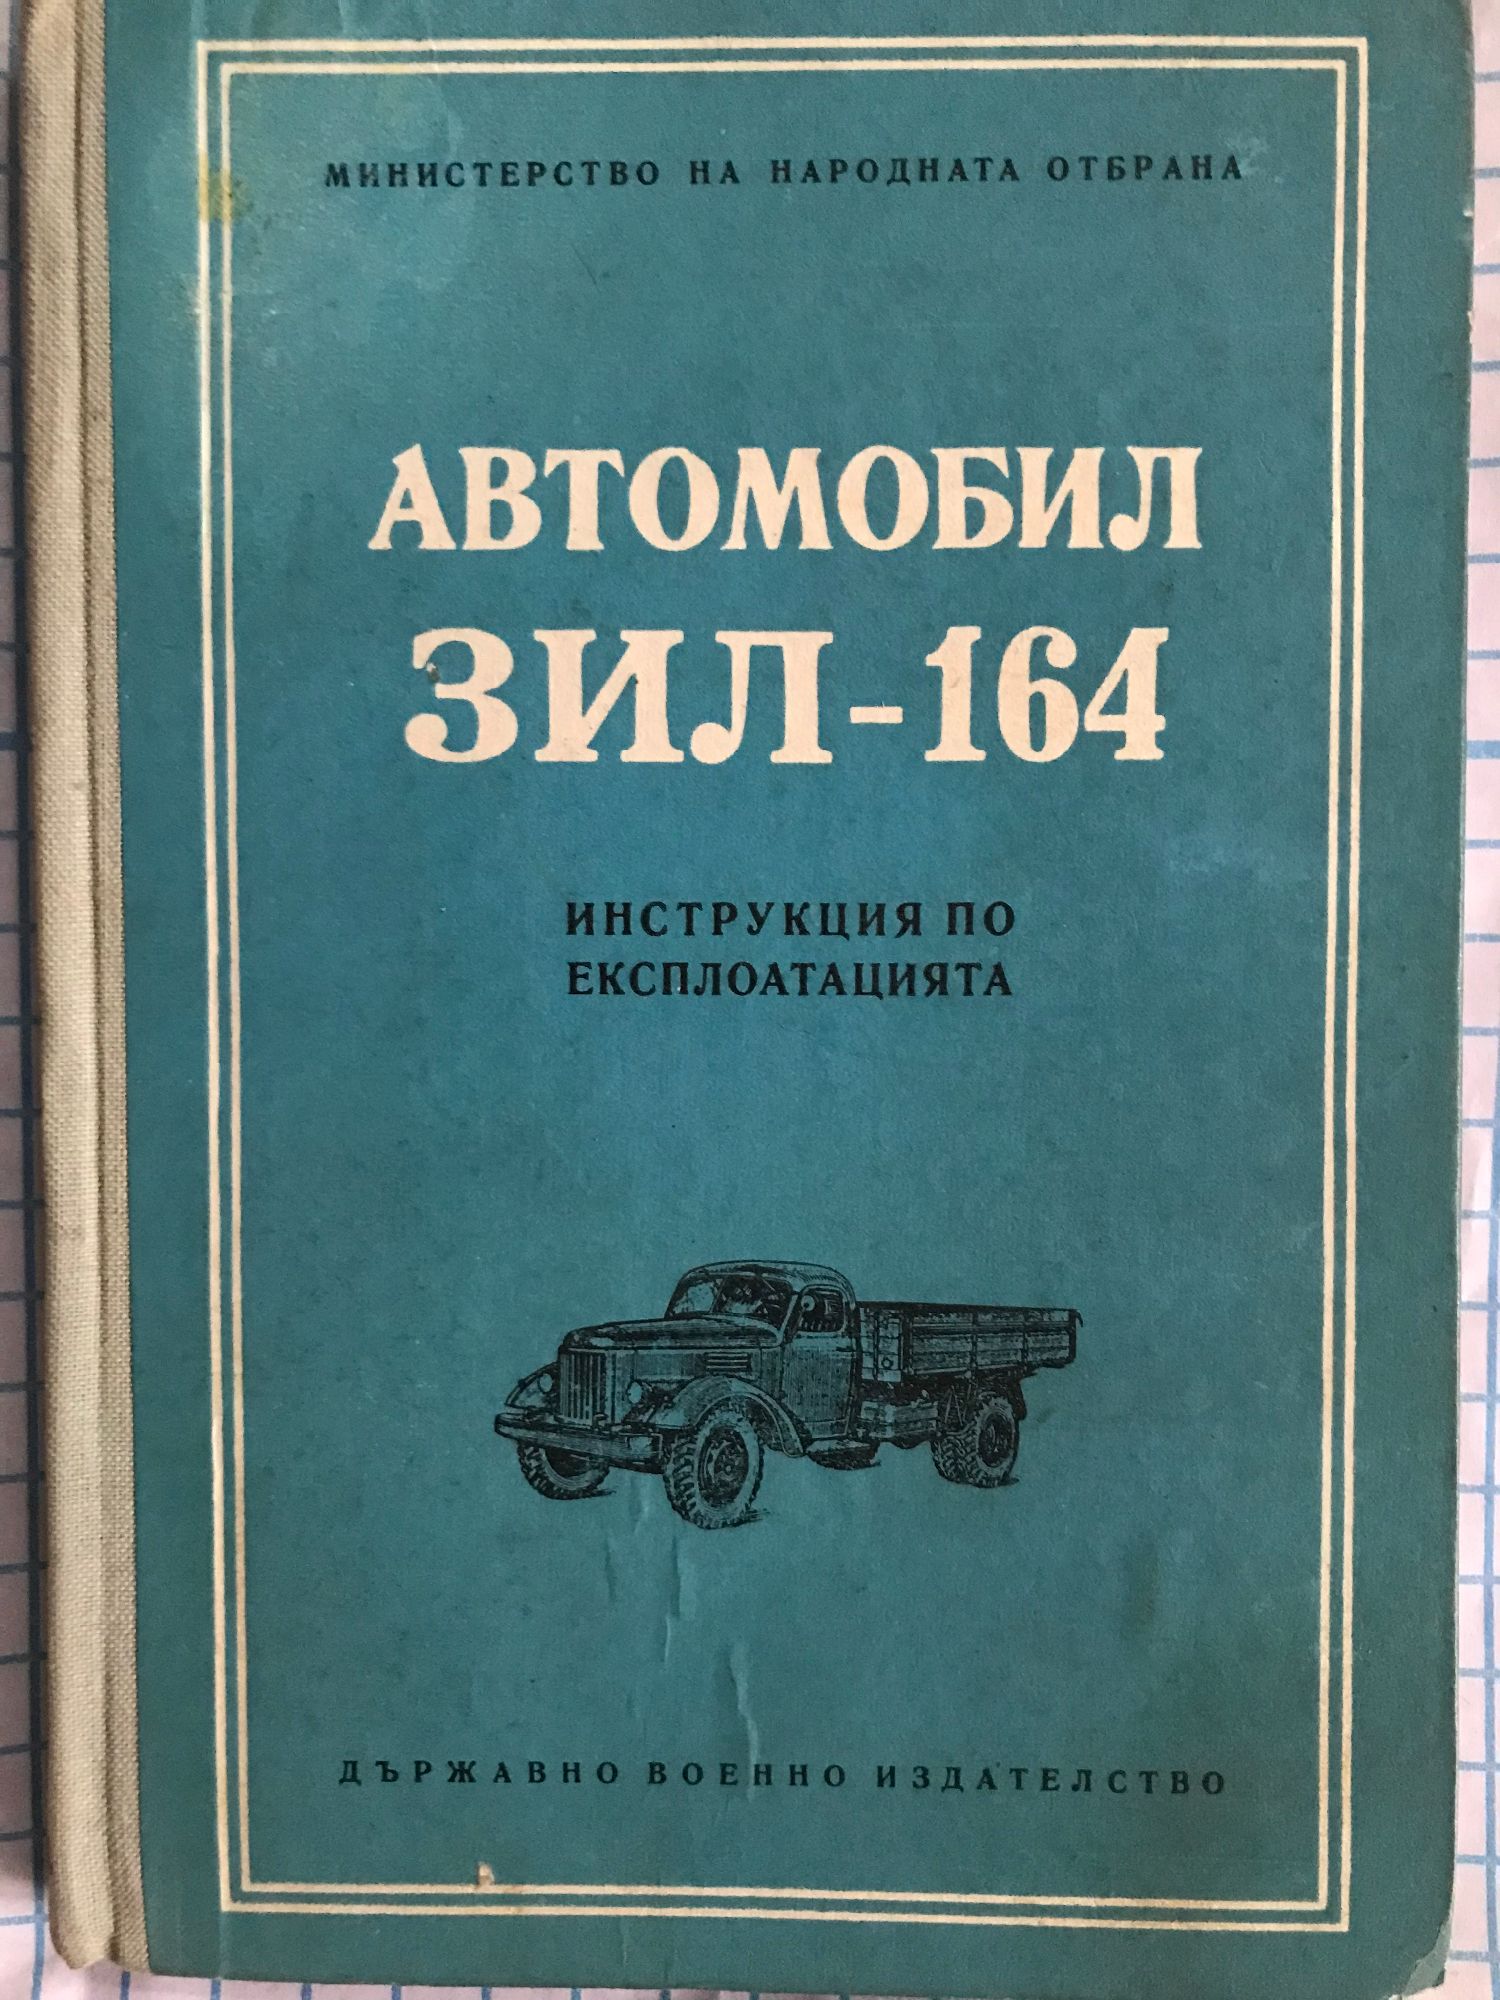 МИНИСТЕРСТВО НА НАРОДНАТА ОТБРАНА
АВТОМОБИЛ
ЗИЛ-164
ИНСТРУКЦИЯ ПО
ЕКСПЛОАТАЦИЯТА
ДЪРЖАВНО ВОЕННО ИЗДАТЕЛСТВО